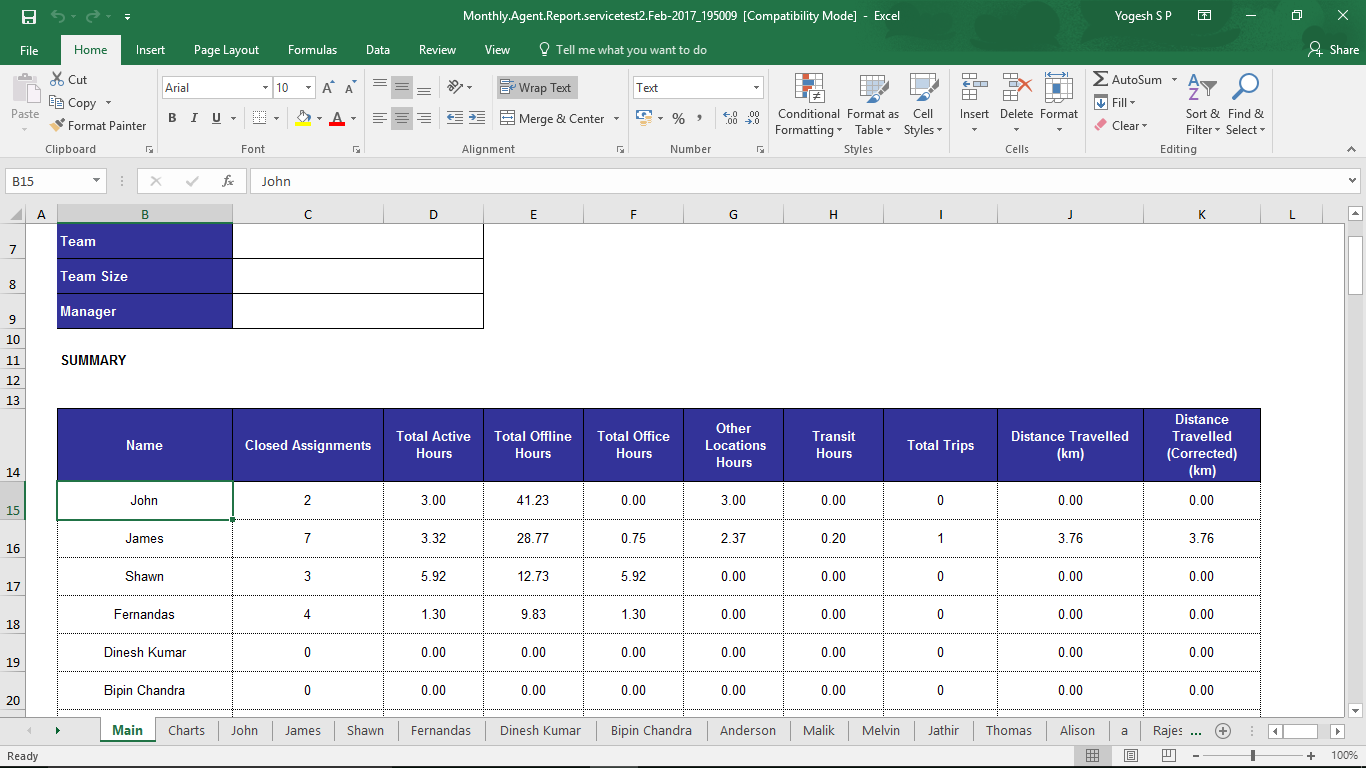 Monthly.Agent.Report.servicetest2.Feb-2017_195009 [Compatibility Mode] - Excel
Yogesh S P
File Home Insert Page Layout Formulas Data Review View Tell me what you want to do Share
Paste
Cut
Copy
Format Painter
Clipboard
Arial 10
B I U
Font
Wrap Text
Merge & Center
Alignment
Text
Number
Conditional Formatting
Format as Table
Cell Styles
Styles
Insert Delete Format
Cells
AutoSum
Fill
Clear
Sort & Filter
Find & Select
Editing
B15 fx John
A B C D E F G H I J K L
7 Team
8 Team Size
9 Manager
10
11 SUMMARY
12
13
14 Name Closed Assignments Total Active Hours Total Offline Hours Total Office Hours Other Locations Hours Transit Hours Total Trips Distance Travelled (km) Distance Travelled (Corrected) (km)
15 John 2 3.00 41.23 0.00 3.00 0.00 0 0.00 0.00
16 James 7 3.32 28.77 0.75 2.37 0.20 1 3.76 3.76
17 Shawn 3 5.92 12.73 5.92 0.00 0.00 0 0.00 0.00
18 Fernandas 4 1.30 9.83 1.30 0.00 0.00 0 0.00 0.00
19 Dinesh Kumar 0 0.00 0.00 0.00 0.00 0.00 0 0.00 0.00
20 Bipin Chandra 0 0.00 0.00 0.00 0.00 0.00 0 0.00 0.00
Main Charts John James Shawn Fernandas Dinesh Kumar Bipin Chandra Anderson Malik Melvin Jathir Thomas Alison a Rajes ...
Ready
100%